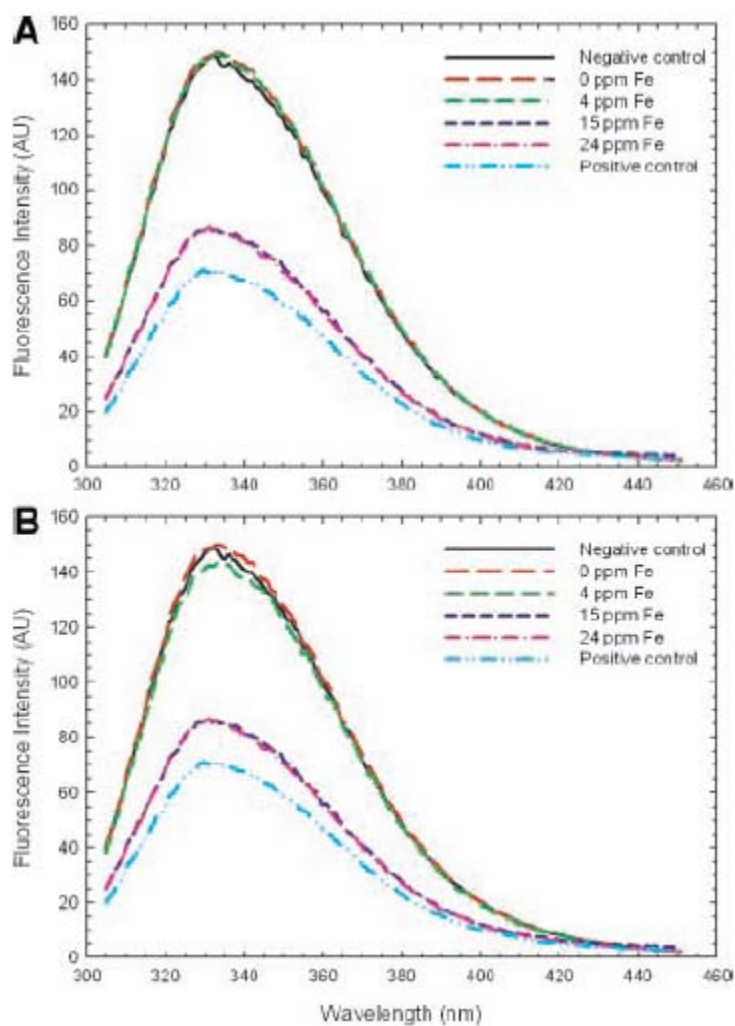 A
160
140
120
100
80
60
40
20
0
Fluorescence Intensity (AU)
Negative control
0 ppm Fe
4 ppm Fe
15 ppm Fe
24 ppm Fe
Positive control
300 320 340 360 380 400 420 440 460
B
160
140
120
100
80
60
40
20
0
Fluorescence Intensity (AU)
Negative control
0 ppm Fe
4 ppm Fe
15 ppm Fe
24 ppm Fe
Positive control
300 320 340 360 380 400 420 440 460
Wavelength (nm)